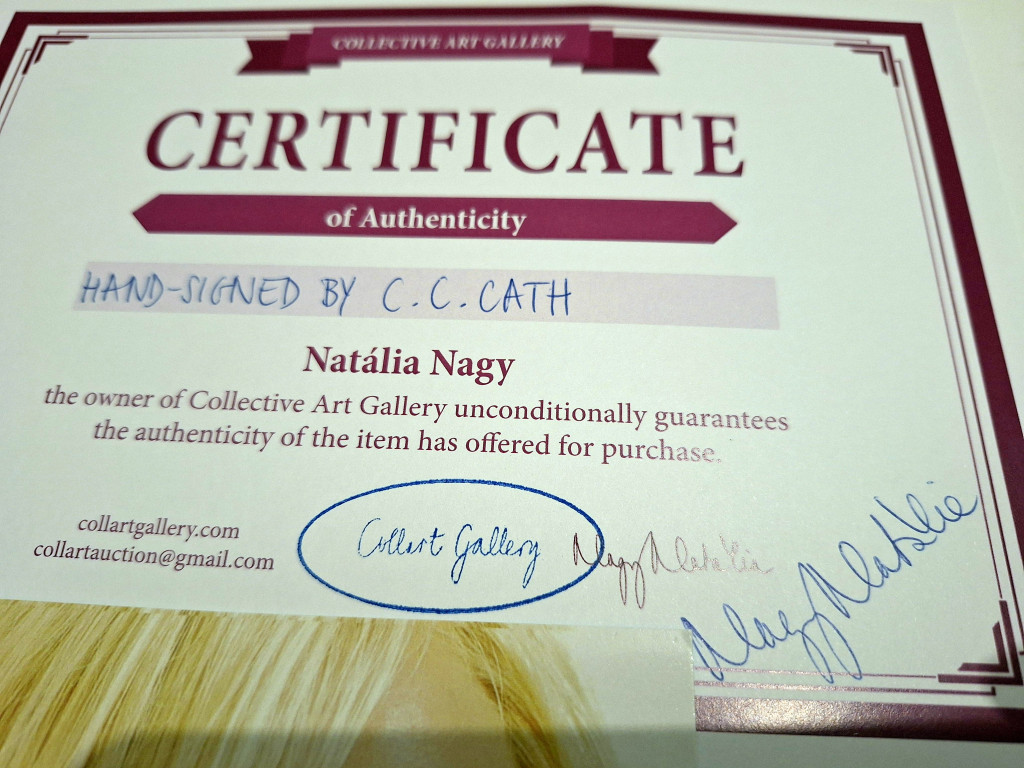 COLLECTIVE ART GALLERY
CERTIFICATE
of Authenticity
HAND-SIGNED BY C.C.CATH
Natália Nagy
the owner of Collective Art Gallery unconditionally guarantees
the authenticity of the item has offered for purchase.
collartgallery.com
collartauction@gmail.com
Collart Gallery
Nagy Natália
Nagy Natália